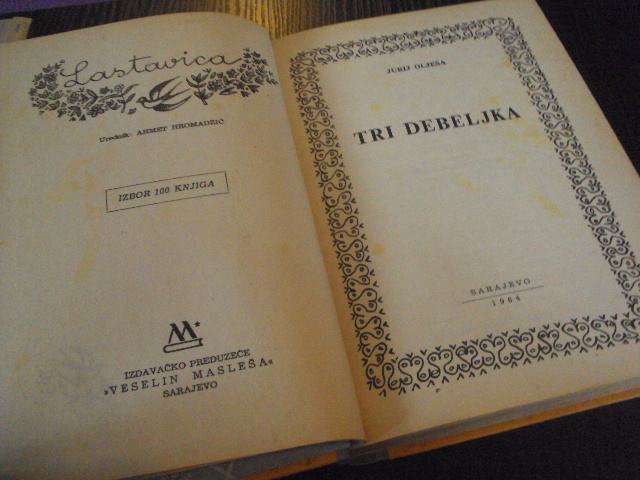 Lastavica
Urednik: AHMET HROMADŽIĆ
IZBOR 100 KNJIGA
M*
IZDAVAČKO PREDUZEĆE
»VESELIN MASLEŠA«
SARAJEVO
JURIJ OLJEŠA
TRI DEBELJKA
SARAJEVO
1964